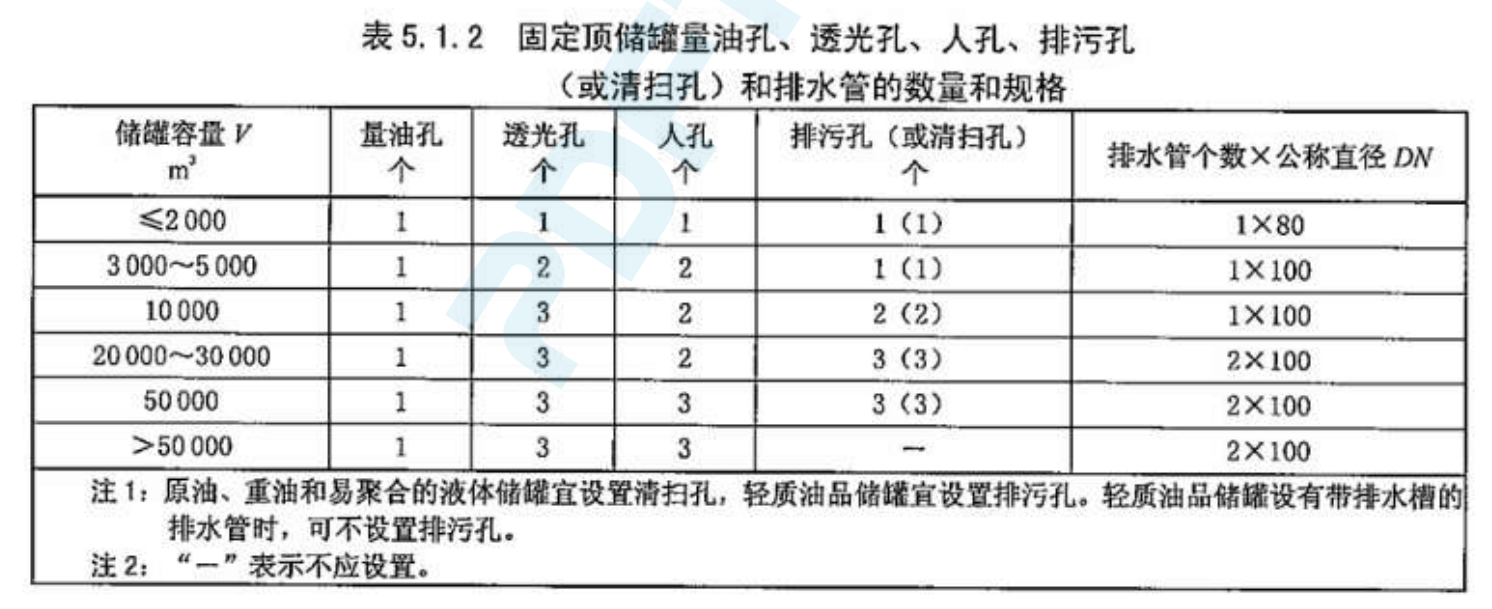 表 5.1.2 固定顶储罐量油孔、透光孔、人孔、排污孔
（或清扫孔）和排水管的数量和规格
储罐容量 V m³ 量油孔 个 透光孔 个 人孔 个 排污孔（或清扫孔） 个 排水管个数×公称直径 DN
≤2 000 1 1 1 1（1） 1×80
3 000～5 000 1 2 2 1（1） 1×100
10 000 1 3 2 2（2） 1×100
20 000～30 000 1 3 2 3（3） 2×100
50 000 1 3 3 3（3） 2×100
>50 000 1 3 3 — 2×100
注 1：原油、重油和易聚合的液体储罐宜设置清扫孔，轻质油品储罐宜设置排污孔。轻质油品储罐设有带排水槽的
排水管时，可不设置排污孔。
注 2：“—”表示不应设置。
PDF